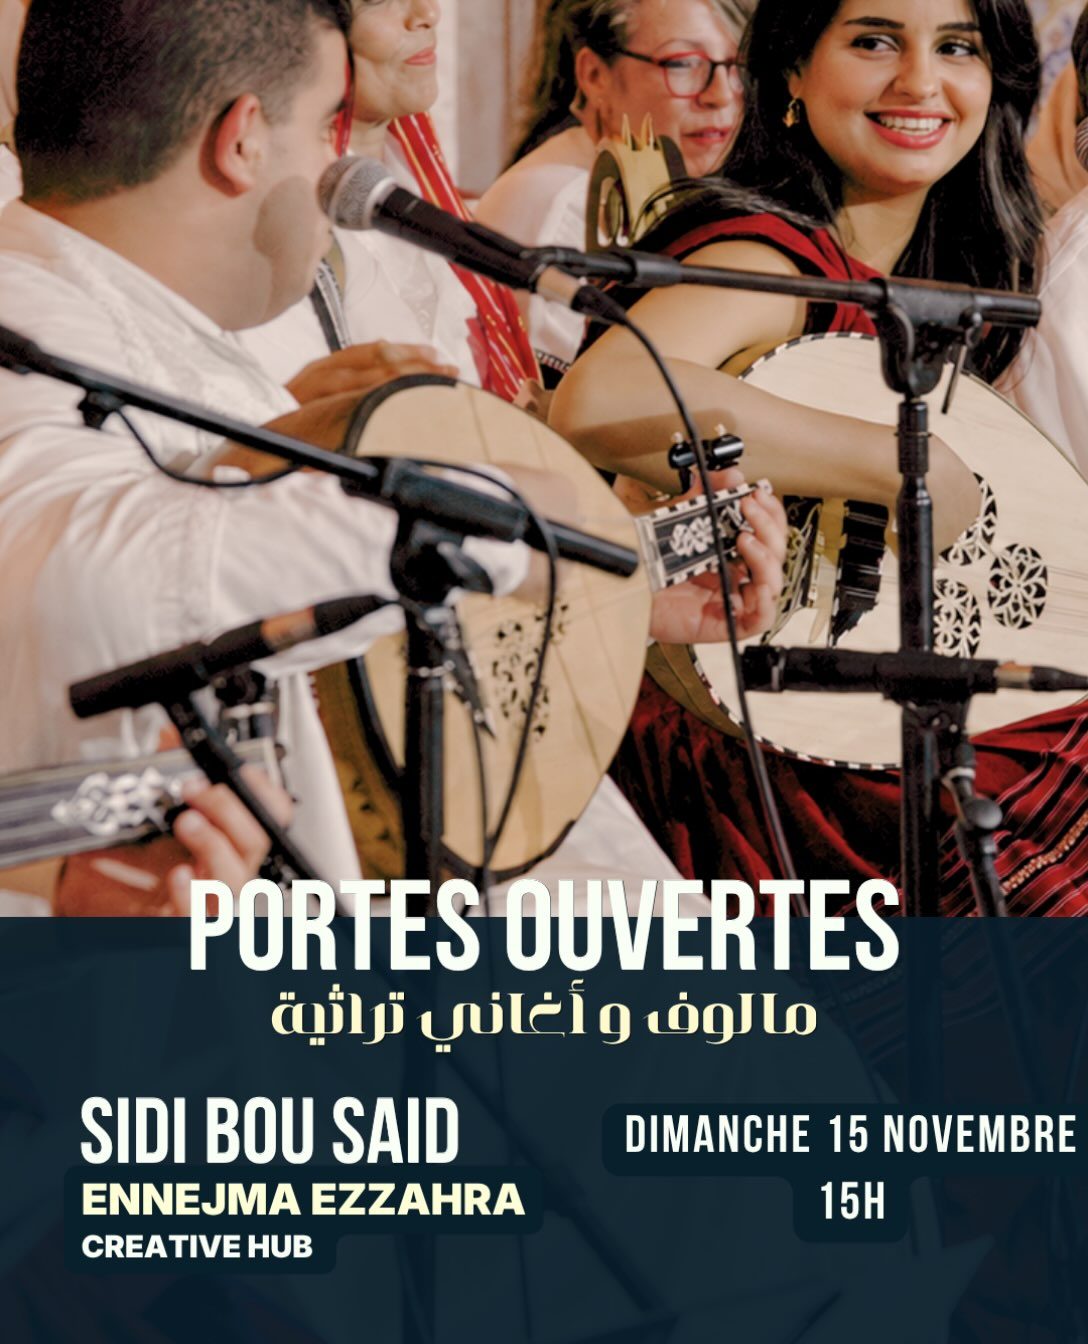 PORTES OUVERTES
مالوف و أغاني تراثية
SIDI BOU SAID
ENNEJMA EZZAHRA
CREATIVE HUB
DIMANCHE 15 NOVEMBRE
15H